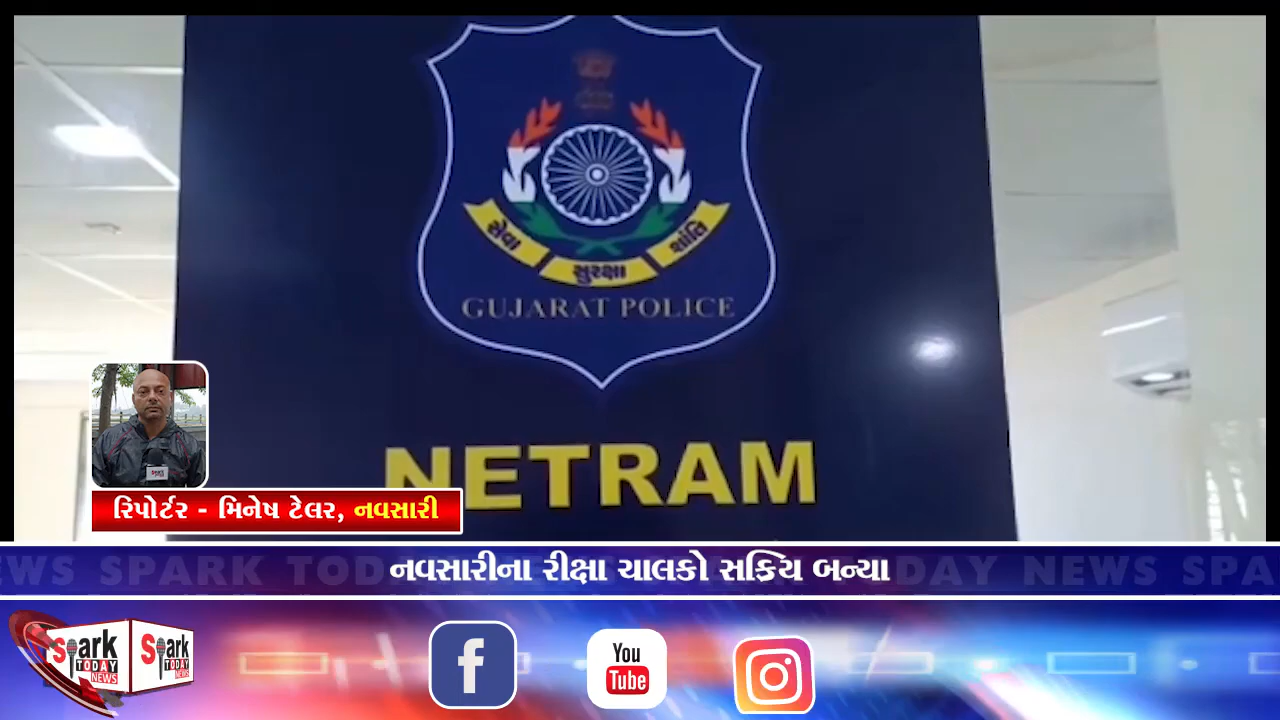 સેવા
સુરક્ષા
શાંતિ
GUJARAT POLICE
NETRAM
રિપોર્ટર - મિનેષ ટેલર, નવસારી
NEWS SPARK TODAY NEWS SPA
નવસારીના રીક્ષા ચાલકો સક્રિય બન્યા
Spark TODAY NEWS
Spark TODAY NEWS
f
You Tube